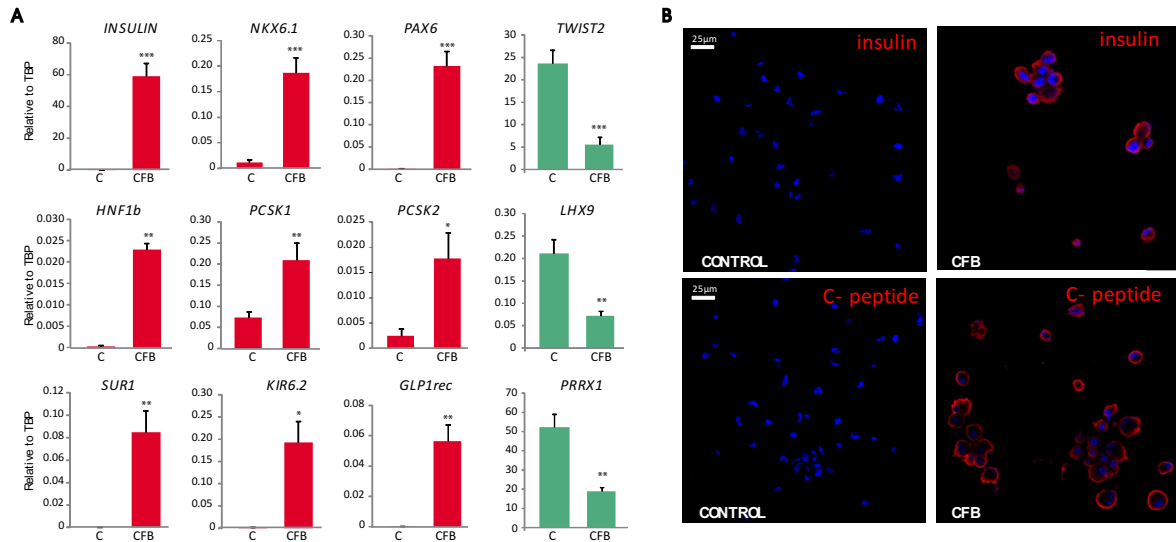 A
INSULIN
Relative to TBP
80
60
40
20
0
***
C CFB
NKX6.1
0.25
0.20
0.15
0.10
0.05
0
***
C CFB
PAX6
0.30
0.25
0.20
0.15
0.10
0.05
0
***
C CFB
TWIST2
30
25
20
15
10
5
0
***
C CFB
HNF1b
Relative to TBP
0.030
0.025
0.020
0.015
0.010
0.005
0
**
C CFB
PCSK1
0.30
0.25
0.20
0.15
0.10
0.05
0
**
C CFB
PCSK2
0.025
0.020
0.015
0.010
0.005
0
*
C CFB
LHX9
0.30
0.25
0.20
0.15
0.10
0.05
0
**
C CFB
SUR1
Relative to TBP
0.12
0.10
0.08
0.06
0.04
0.02
0
**
C CFB
KIR6.2
0.30
0.25
0.20
0.15
0.10
0.05
0
*
C CFB
GLP1rec
0.08
0.06
0.04
0.02
0
**
C CFB
PRRX1
70
60
50
40
30
20
10
0
**
C CFB
B
25μm
insulin
CONTROL
insulin
CFB
25μm
C- peptide
CONTROL
C- peptide
CFB